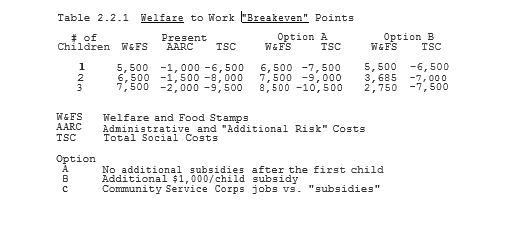 Table 2.2.1 Welfare to Work "Breakeven" Points
# of Present Option A Option B
Children W&FS AARC TSC W&FS TSC W&FS TSC
1 5,500 -1,000 -6,500 6,500 -7,500 5,500 -6,500
2 6,500 -1,500 -8,000 7,500 -9,000 3,685 -7,000
3 7,500 -2,000 -9,500 8,500 -10,500 2,750 -7,500
W&FS Welfare and Food Stamps
AARC Administrative and "Additional Risk" Costs
TSC Total Social Costs
Option
A No additional subsidies after the first child
B Additional $1,000/child subsidy
C Community Service Corps jobs vs. "subsidies"